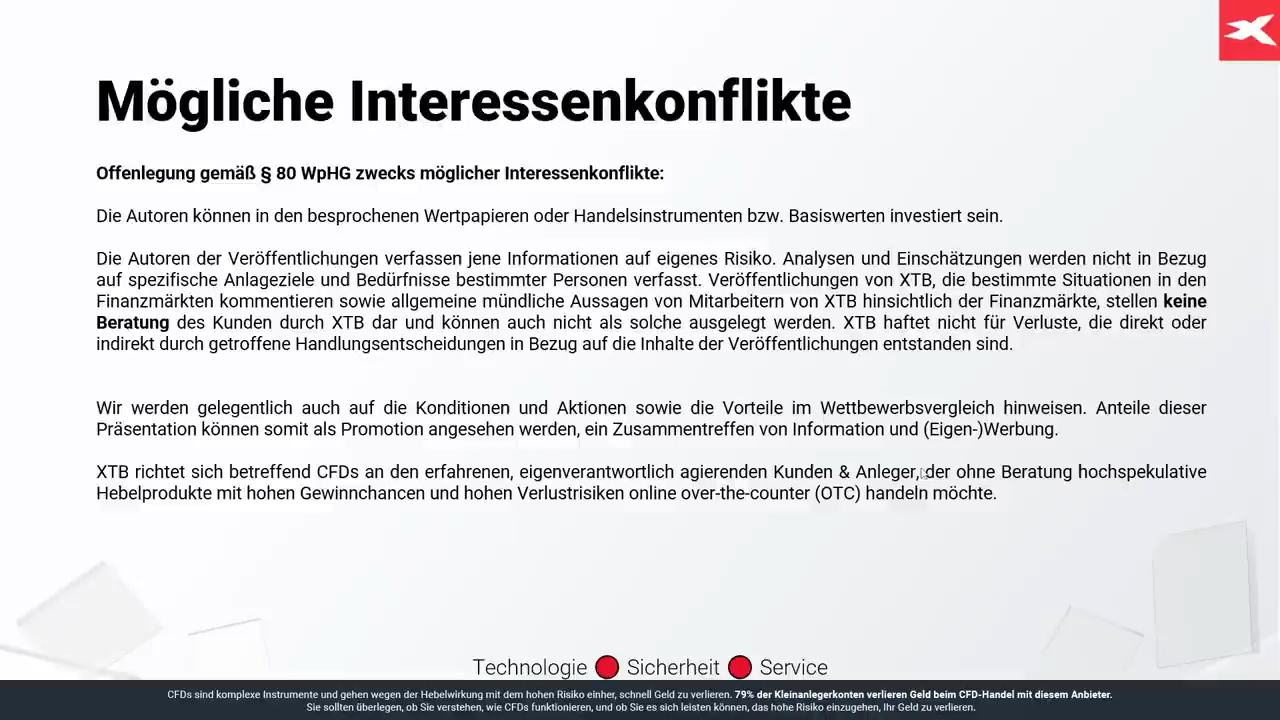 Mögliche Interessenkonflikte
Offenlegung gemäß § 80 WpHG zwecks möglicher Interessenkonflikte:
Die Autoren können in den besprochenen Wertpapieren oder Handelsinstrumenten bzw. Basiswerten investiert sein.
Die Autoren der Veröffentlichungen verfassen jene Informationen auf eigenes Risiko. Analysen und Einschätzungen werden nicht in Bezug
auf spezifische Anlageziele und Bedürfnisse bestimmter Personen verfasst. Veröffentlichungen von XTB, die bestimmte Situationen in den
Finanzmärkten kommentieren sowie allgemeine mündliche Aussagen von Mitarbeitern von XTB hinsichtlich der Finanzmärkte, stellen keine
Beratung des Kunden durch XTB dar und können auch nicht als solche ausgelegt werden. XTB haftet nicht für Verluste, die direkt oder
indirekt durch getroffene Handlungsentscheidungen in Bezug auf die Inhalte der Veröffentlichungen entstanden sind.
Wir werden gelegentlich auch auf die Konditionen und Aktionen sowie die Vorteile im Wettbewerbsvergleich hinweisen. Anteile dieser
Präsentation können somit als Promotion angesehen werden, ein Zusammentreffen von Information und (Eigen-)Werbung.
XTB richtet sich betreffend CFDs an den erfahrenen, eigenverantwortlich agierenden Kunden & Anleger, der ohne Beratung hochspekulative
Hebelprodukte mit hohen Gewinnchancen und hohen Verlustrisiken online over-the-counter (OTC) handeln möchte.
Technologie Sicherheit Service
CFDs sind komplexe Instrumente und gehen wegen der Hebelwirkung mit dem hohen Risiko einher, schnell Geld zu verlieren. 79% der Kleinanlegerkonten verlieren Geld beim CFD-Handel mit diesem Anbieter.
Sie sollten überlegen, ob Sie verstehen, wie CFDs funktionieren, und ob Sie es sich leisten können, das hohe Risiko einzugehen, Ihr Geld zu verlieren.